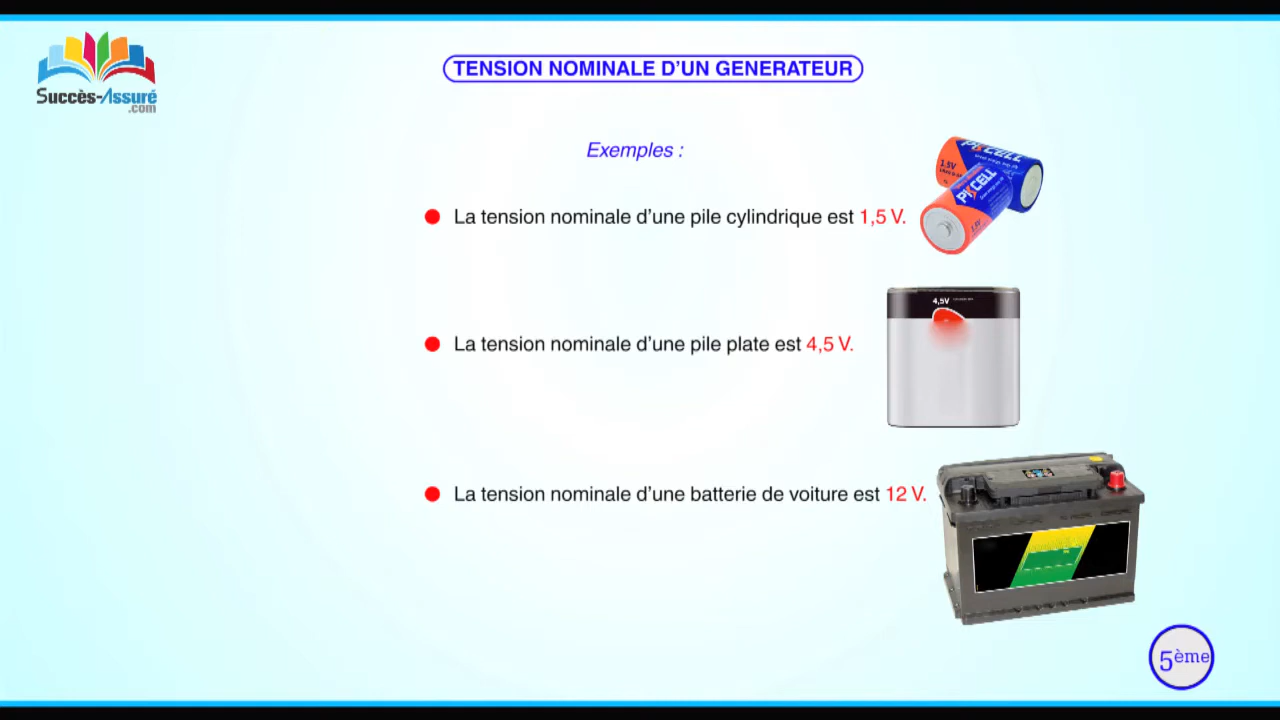 Succès-Assuré
.com
TENSION NOMINALE D'UN GENERATEUR
Exemples :
La tension nominale d'une pile cylindrique est 1,5 V.
1.5V
PKCELL
PKCELL
4,5V
La tension nominale d'une pile plate est 4,5 V.
La tension nominale d'une batterie de voiture est 12 V.
5ème